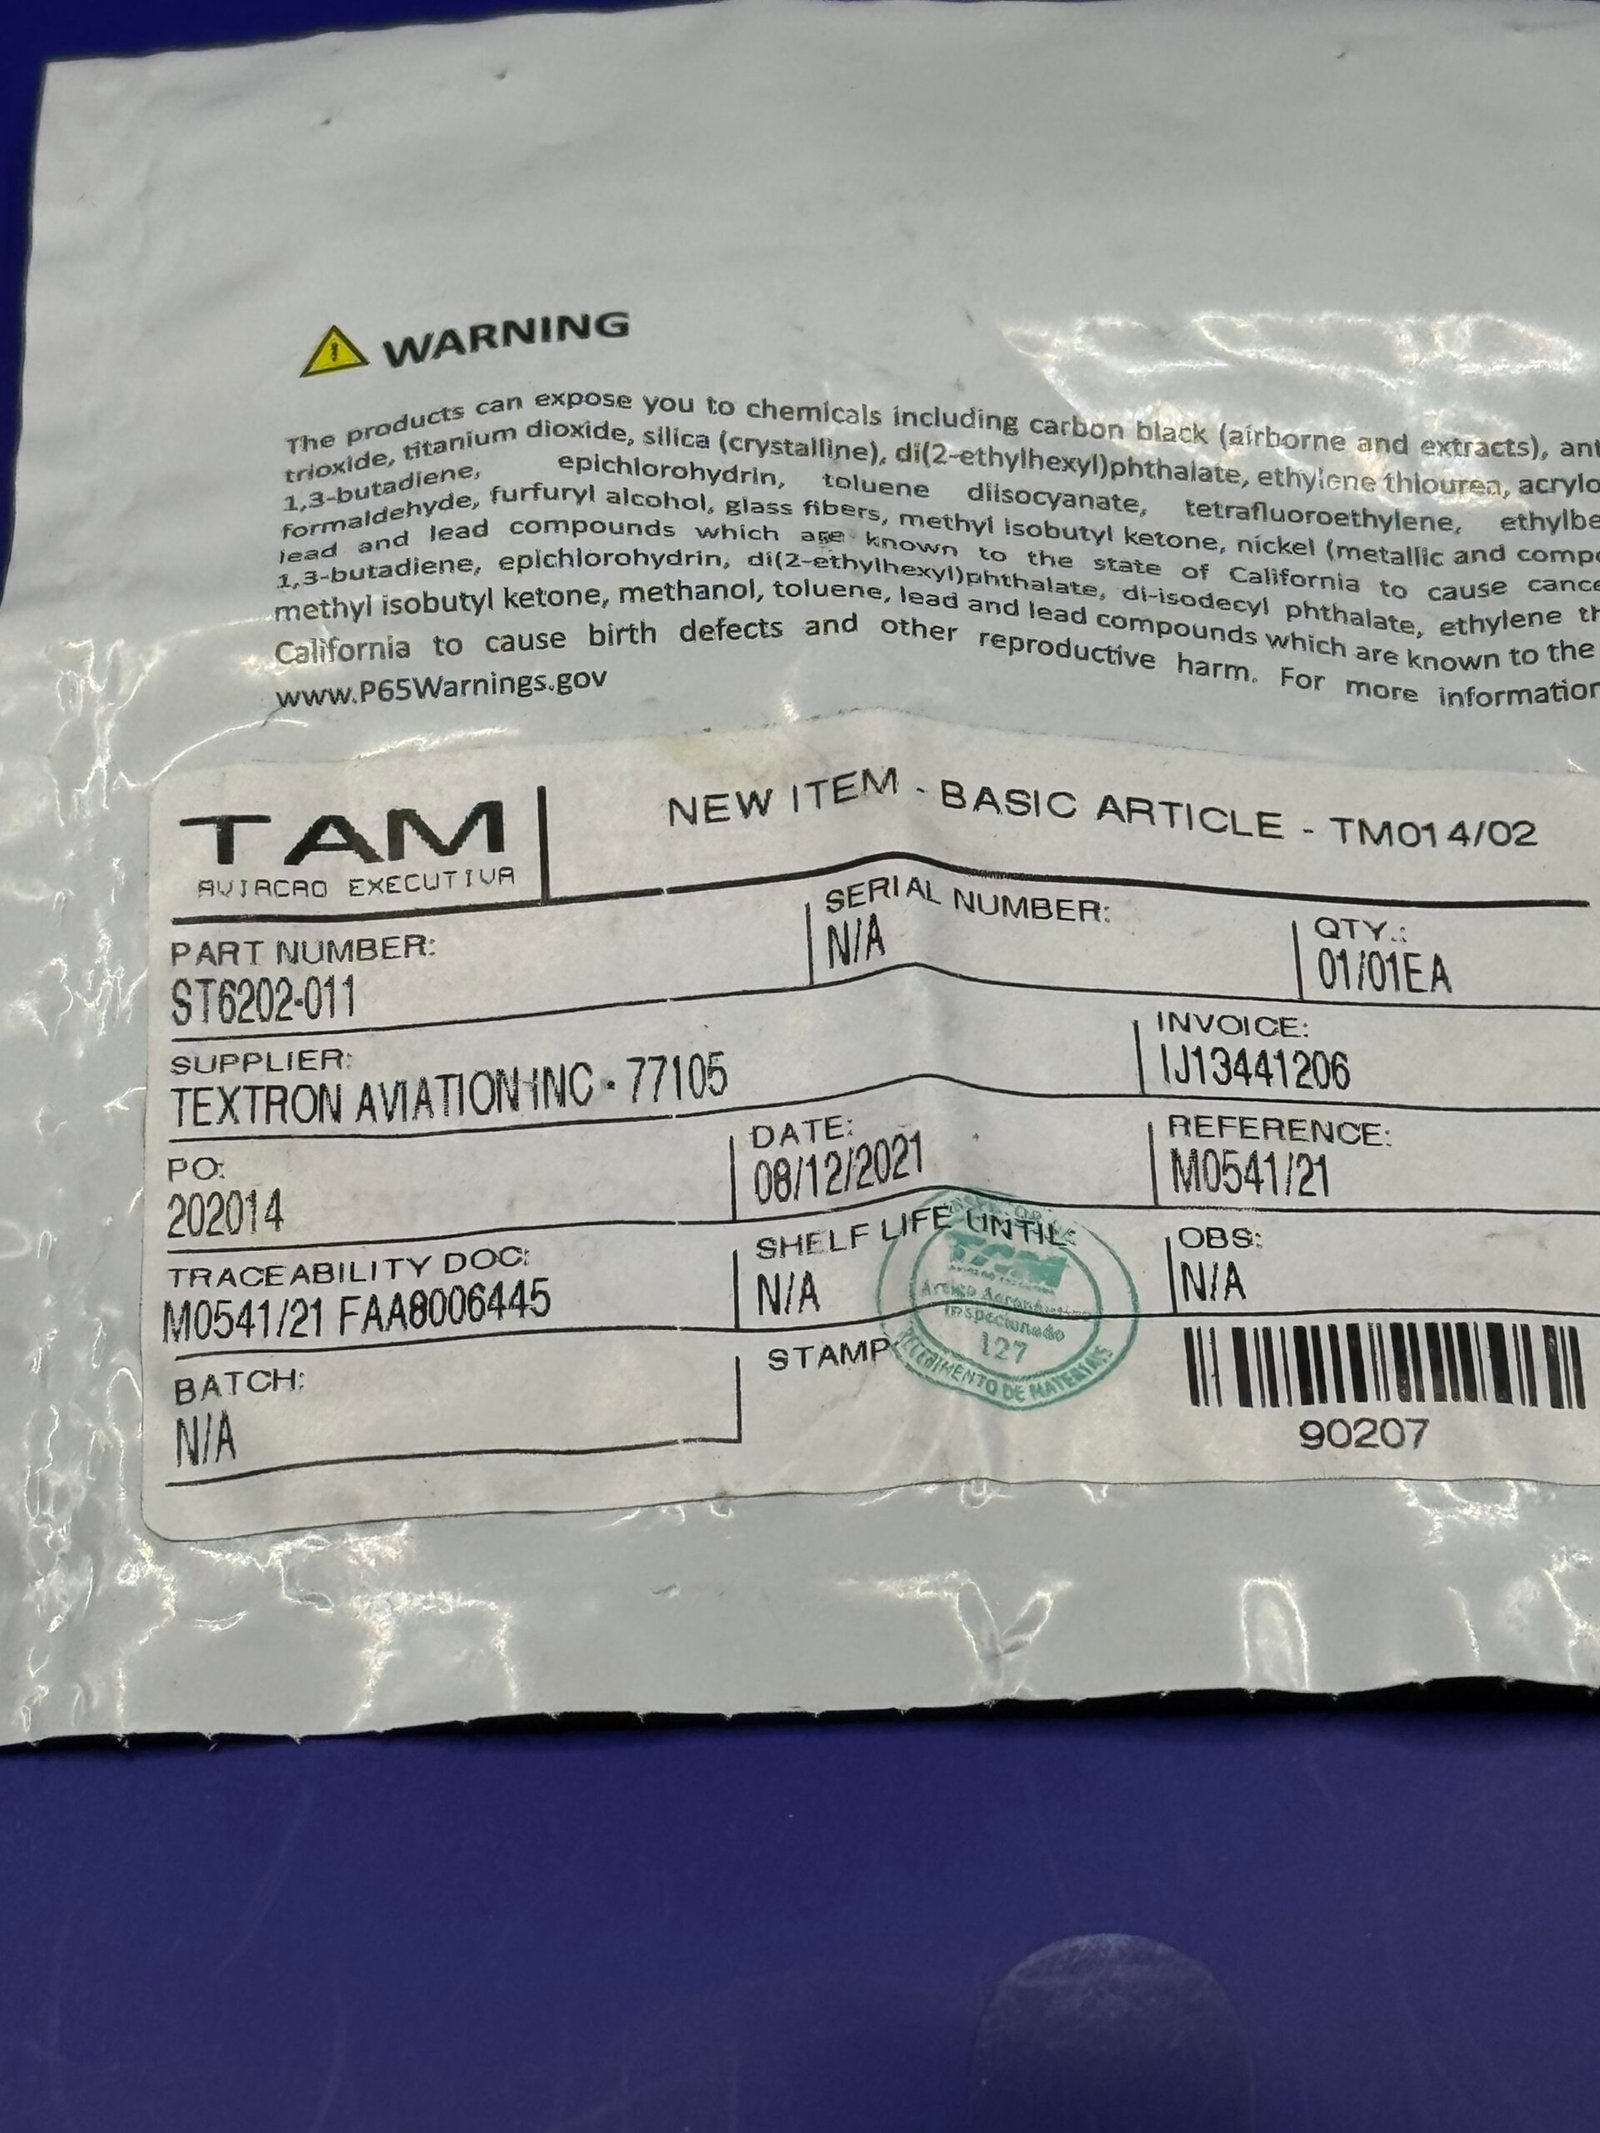 WARNING
The products can expose you to chemicals including carbon black (airborne and extracts),
trioxide, titanium dioxide, silica (crystalline), di(2-ethylhexyl)phthalate, ethylene thiourea,
1,3-butadiene, epichlorohydrin, toluene diisocyanate, tetrafluoroethylene,
formaldehyde, furfuryl alcohol, glass fibers, methyl isobutyl ketone, nickel (metallic and
lead and lead compounds which are known to the state of California to cause
1,3-butadiene, epichlorohydrin, di(2-ethylhexyl)phthalate, di-isodecyl phthalate, ethylene
methyl isobutyl ketone, methanol, toluene, lead and lead compounds which are known to the
California to cause birth defects and other reproductive harm. For more
www.P65Warnings.gov
TAM
AVIACAO EXECUTIVA
NEW ITEM - BASIC ARTICLE - TM014/02
PART NUMBER: SERIAL NUMBER: QTY.:
ST6202-011 N/A 01/01EA
SUPPLIER: INVOICE:
TEXTRON AVIATION INC - 77105 IJ13441206
PO: DATE: REFERENCE:
202014 08/12/2021 M0541/21
TRACEABILITY DOC: SHELF LIFE UNTIL: OBS:
M0541/21 FAA8006445 N/A N/A
BATCH: STAMP
N/A
TAM
Inspecionado
127
DE MATERIAIS
90207